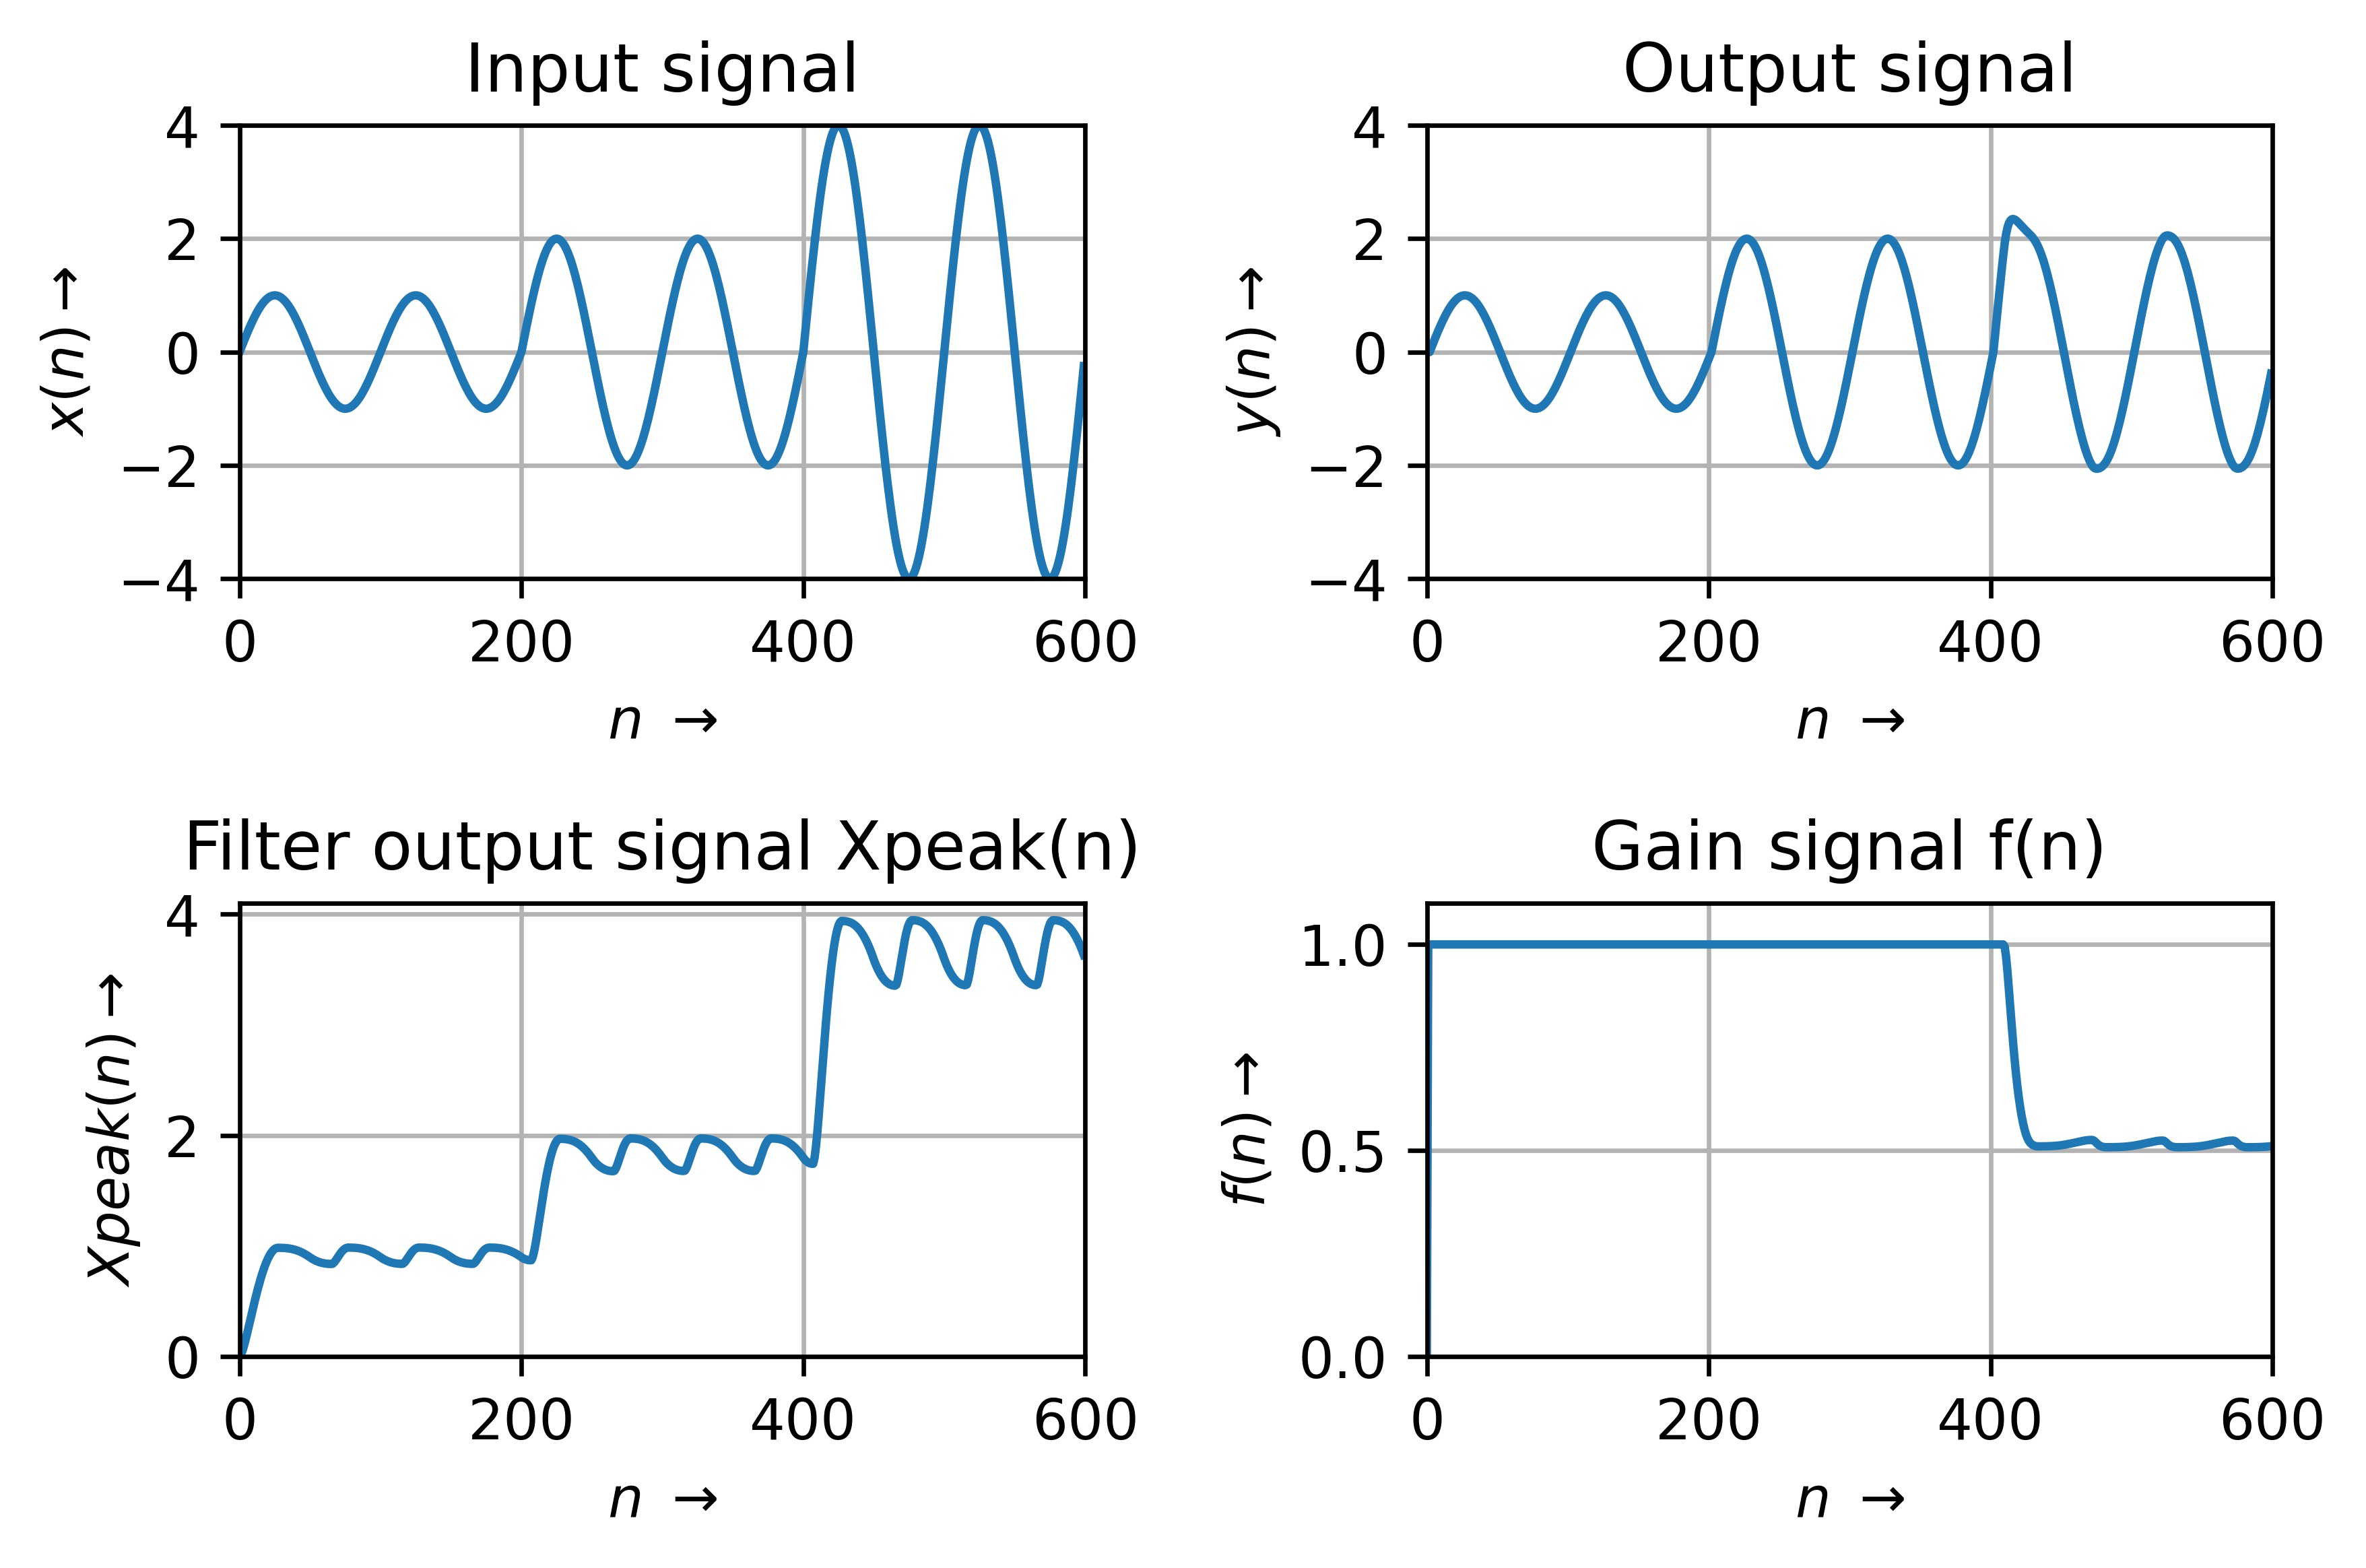 Input signal
4
2
0
−2
−4
x(n)→
0 200 400 600
n →
Output signal
4
2
0
−2
−4
y(n)→
0 200 400 600
n →
Filter output signal Xpeak(n)
4
2
0
Xpeak(n)→
0 200 400 600
n →
Gain signal f(n)
1.0
0.5
0.0
f(n)→
0 200 400 600
n →